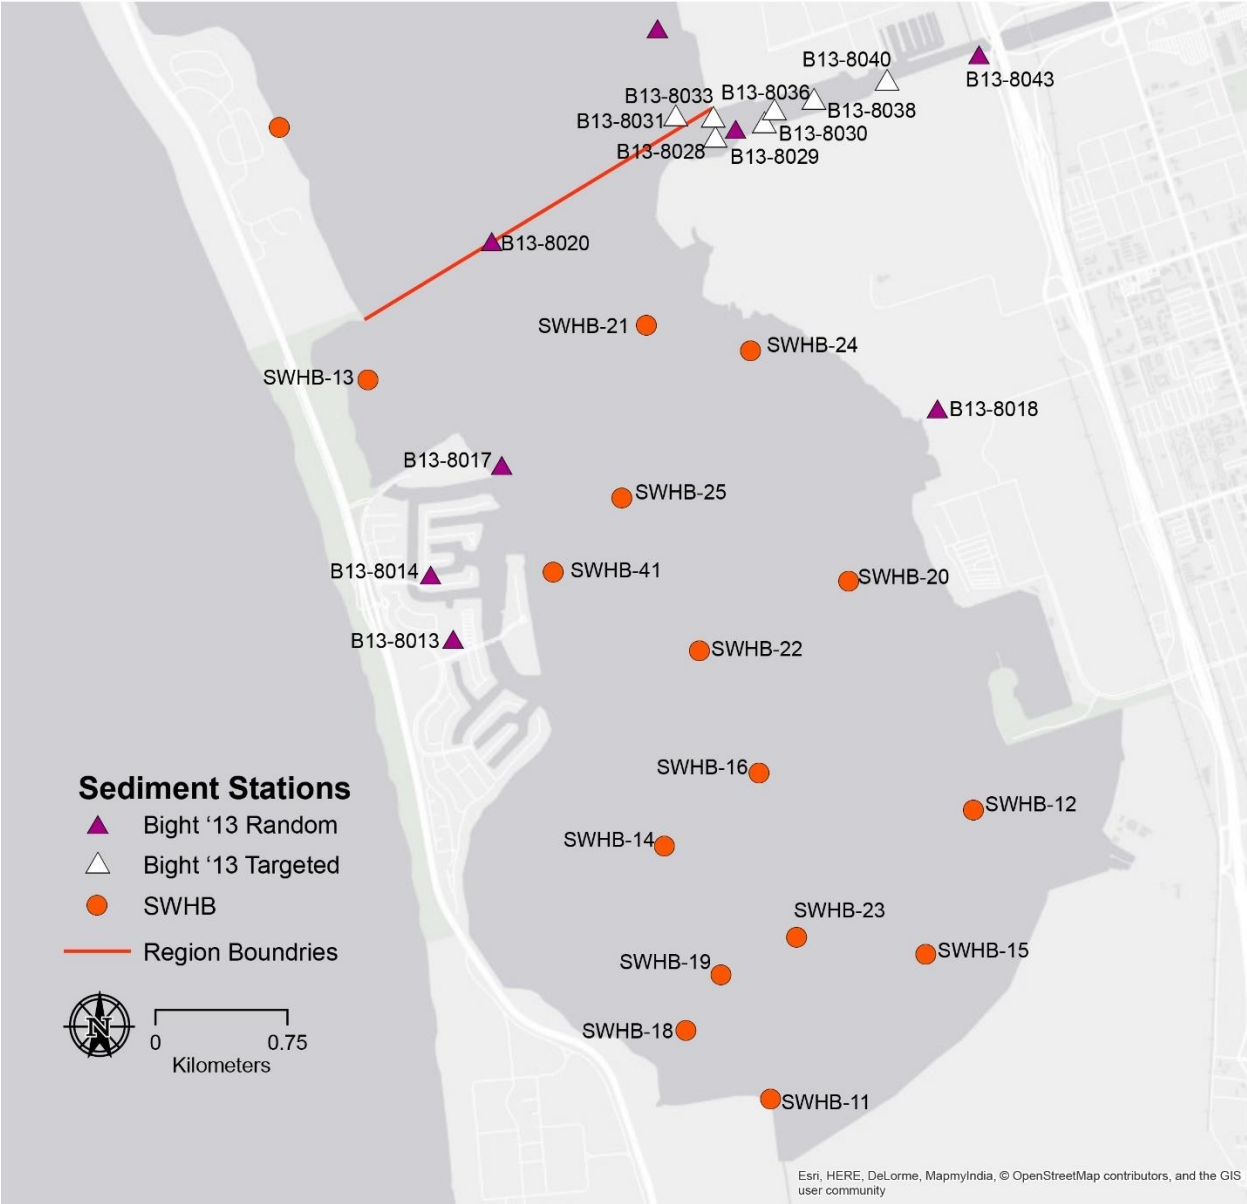 B13-8040
B13-8043
B13-8033
B13-8036
B13-8038
B13-8031
B13-8030
B13-8028
B13-8029
B13-8020
SWHB-21
SWHB-24
SWHB-13
B13-8018
B13-8017
SWHB-25
B13-8014
SWHB-41
SWHB-20
B13-8013
SWHB-22
SWHB-16
SWHB-12
SWHB-14
SWHB-23
SWHB-15
SWHB-19
SWHB-18
SWHB-11
Sediment Stations
Bight ‘13 Random
Bight ‘13 Targeted
SWHB
Region Boundries
N
0 0.75
Kilometers
Esri, HERE, DeLorme, MapmyIndia, © OpenStreetMap contributors, and the GIS
user community